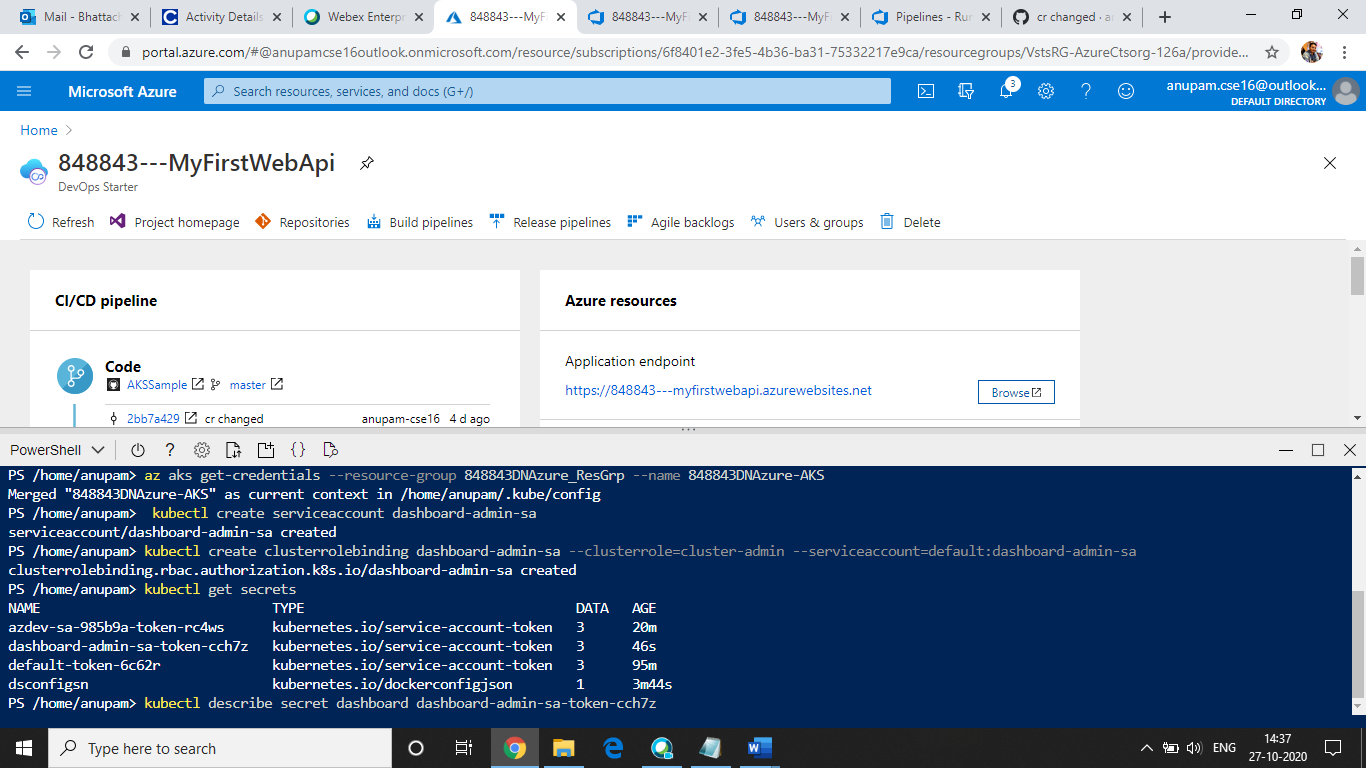 Mail - Bhattach
Activity Details
Webex Enterpr
848843---MyFi
848843---MyFi
848843---MyFi
Pipelines - Run
cr changed · a
portal.azure.com/#@anupamcse16outlook.onmicrosoft.com/resource/subscriptions/6f8401e2-3fe5-4b36-ba31-75332217e9ca/resourcegroups/VstsRG-AzureCtsorg-126a/provide...
Microsoft Azure
Search resources, services, and docs (G+/)
3
anupam.cse16@outlook...
DEFAULT DIRECTORY
Home
848843---MyFirstWebApi
DevOps Starter
Refresh Project homepage Repositories Build pipelines Release pipelines Agile backlogs Users & groups Delete
CI/CD pipeline
Code
AKSSample master
2bb7a429 cr changed anupam-cse16 4 d ago
Azure resources
Application endpoint
https://848843---myfirstwebapi.azurewebsites.net
Browse
PowerShell
PS /home/anupam> az aks get-credentials --resource-group 848843DNAzure_ResGrp --name 848843DNAzure-AKS
Merged "848843DNAzure-AKS" as current context in /home/anupam/.kube/config
PS /home/anupam> kubectl create serviceaccount dashboard-admin-sa
serviceaccount/dashboard-admin-sa created
PS /home/anupam> kubectl create clusterrolebinding dashboard-admin-sa --clusterrole=cluster-admin --serviceaccount=default:dashboard-admin-sa
clusterrolebinding.rbac.authorization.k8s.io/dashboard-admin-sa created
PS /home/anupam> kubectl get secrets
NAME TYPE DATA AGE
azdev-sa-985b9a-token-rc4ws kubernetes.io/service-account-token 3 20m
dashboard-admin-sa-token-cch7z kubernetes.io/service-account-token 3 46s
default-token-6c62r kubernetes.io/service-account-token 3 95m
dsconfigsn kubernetes.io/dockerconfigjson 1 3m44s
PS /home/anupam> kubectl describe secret dashboard dashboard-admin-sa-token-cch7z
Type here to search
ENG
14:37
27-10-2020